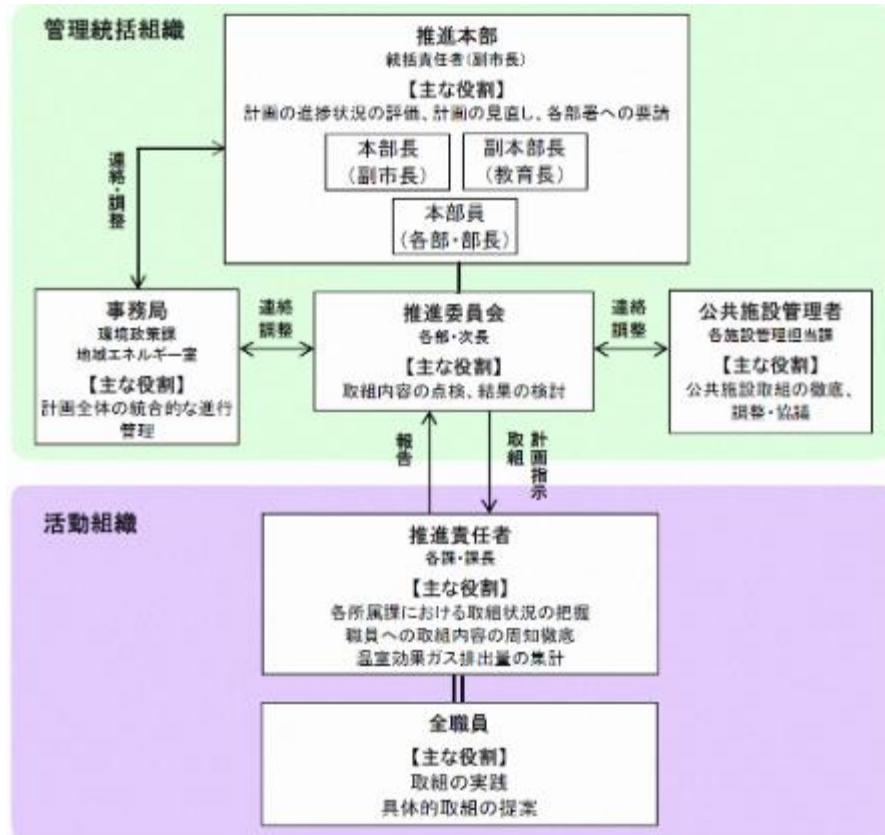 管理統括組織
推進本部
統括責任者(副市長)
【主な役割】
計画の進捗状況の評価、計画の見直し、各部署への要請
本部長
(副市長)
副本部長
(教育長)
本部員
(各部・部長)
連絡・調整
事務局
環境政策課
地域エネルギー室
【主な役割】
計画全体の統合的な進行
管理
連絡
調整
推進委員会
各部・次長
【主な役割】
取組内容の点検、結果の検討
連絡
調整
公共施設管理者
各施設管理担当課
【主な役割】
公共施設取組の徹底、
調整・協議
報告
計画指示
取組
活動組織
推進責任者
各課・課長
【主な役割】
各所属課における取組状況の把握
職員への取組内容の周知徹底
温室効果ガス排出量の集計
全職員
【主な役割】
取組の実践
具体的取組の提案